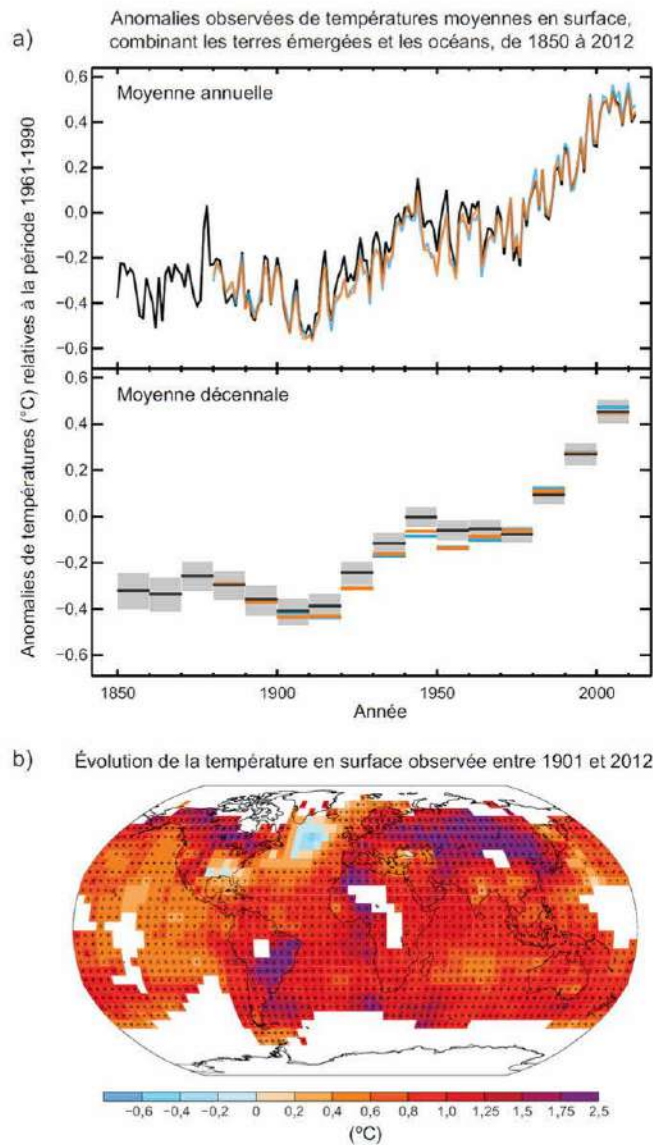 Anomalies observées de températures moyennes en surface,
a)
combinant les terres émergées et les océans, de 1850 à 2012
Anomalies de températures (°C) relatives à la période 1961-1990
Moyenne annuelle
0,6
0,4
0,2
0,0
−0,2
−0,4
−0,6
Moyenne décennale
0,6
0,4
0,2
0,0
−0,2
−0,4
−0,6
1850 1900 1950 2000
Année
b) Évolution de la température en surface observée entre 1901 et 2012
−0,6 −0,4 −0,2 0 0,2 0,4 0,6 0,8 1,0 1,25 1,75 2,5
(°C)